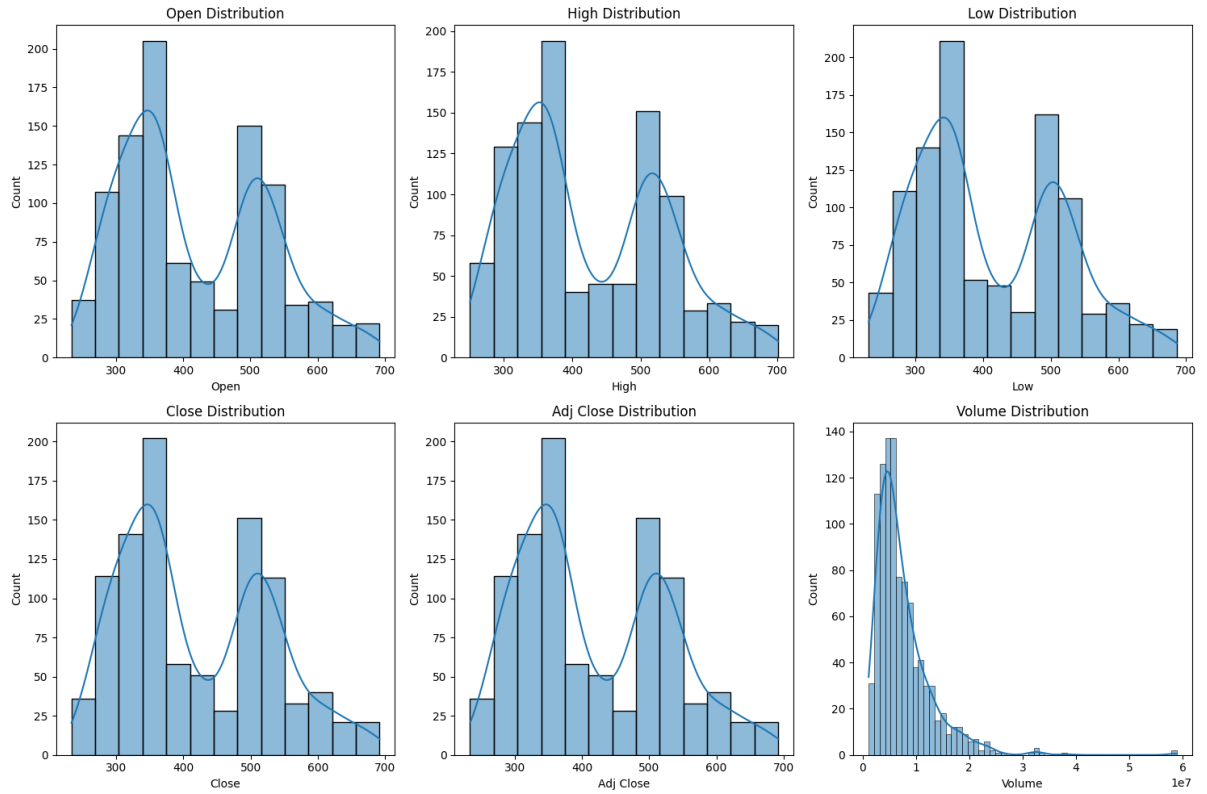 Open Distribution
Count
200
175
150
125
100
75
50
25
0
300 400 500 600 700
Open
High Distribution
Count
200
175
150
125
100
75
50
25
0
300 400 500 600 700
High
Low Distribution
Count
200
175
150
125
100
75
50
25
0
300 400 500 600 700
Low
Close Distribution
Count
200
175
150
125
100
75
50
25
0
300 400 500 600 700
Close
Adj Close Distribution
Count
200
175
150
125
100
75
50
25
0
300 400 500 600 700
Adj Close
Volume Distribution
Count
140
120
100
80
60
40
20
0
0 1 2 3 4 5 6
1e7
Volume